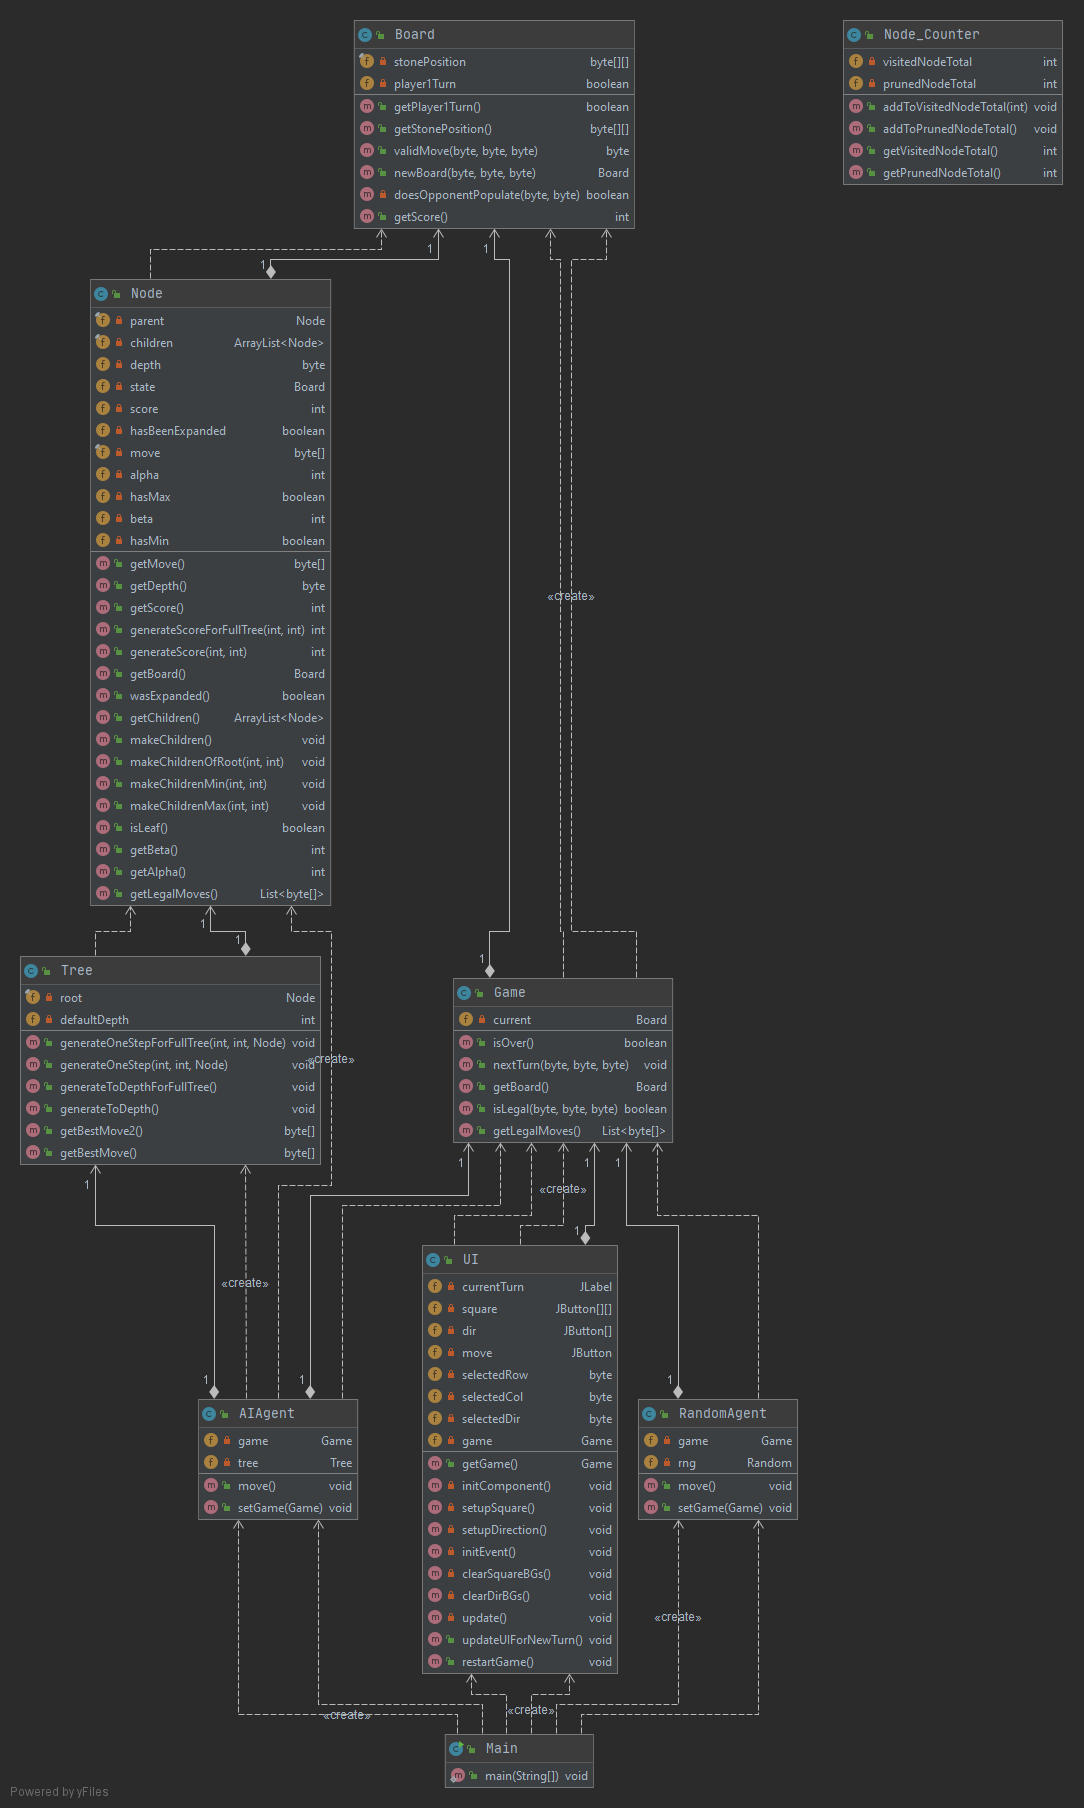 Board
stonePosition byte[][]
player1Turn boolean
getPlayer1Turn() boolean
getStonePosition() byte[][]
validMove(byte, byte, byte) byte
newBoard(byte, byte, byte) Board
doesOpponentPopulate(byte, byte) boolean
getScore() int
Node_Counter
visitedNodeTotal int
prunedNodeTotal int
addToVisitedNodeTotal(int) void
addToPrunedNodeTotal() void
getVisitedNodeTotal() int
getPrunedNodeTotal() int
1
1
1
Node
parent Node
children ArrayList<Node>
depth byte
state Board
score int
hasBeenExpanded boolean
move byte[]
alpha int
hasMax boolean
beta int
hasMin boolean
getMove() byte[]
getDepth() byte
getScore() int
generateScoreForFullTree(int, int) int
generateScore(int, int) int
getBoard() Board
wasExpanded() boolean
getChildren() ArrayList<Node>
makeChildren() void
makeChildrenOfRoot(int, int) void
makeChildrenMin(int, int) void
makeChildrenMax(int, int) void
isLeaf() boolean
getBeta() int
getAlpha() int
getLegalMoves() List<byte[]>
«create»
1
1
1
Tree
root Node
defaultDepth int
generateOneStepForFullTree(int, int, Node) void
generateOneStep(int, int, Node) void
generateToDepthForFullTree() void
generateToDepth() void
getBestMove2() byte[]
getBestMove() byte[]
«create»
Game
current Board
isOver() boolean
nextTurn(byte, byte, byte) void
getBoard() Board
isLegal(byte, byte, byte) boolean
getLegalMoves() List<byte[]>
1
1
1
1
«create»
1
«create»
UI
currentTurn JLabel
square JButton[][]
dir JButton[]
move JButton
selectedRow byte
selectedCol byte
selectedDir byte
game Game
getGame() Game
initComponent() void
setupSquare() void
setupDirection() void
initEvent() void
clearSquareBGs() void
clearDirBGs() void
update() void
updateUIForNewTurn() void
restartGame() void
1
1
1
AIAgent
game Game
tree Tree
move() void
setGame(Game) void
RandomAgent
game Game
rng Random
move() void
setGame(Game) void
«create»
«create»
«create»
Main
main(String[]) void
Powered by yFiles